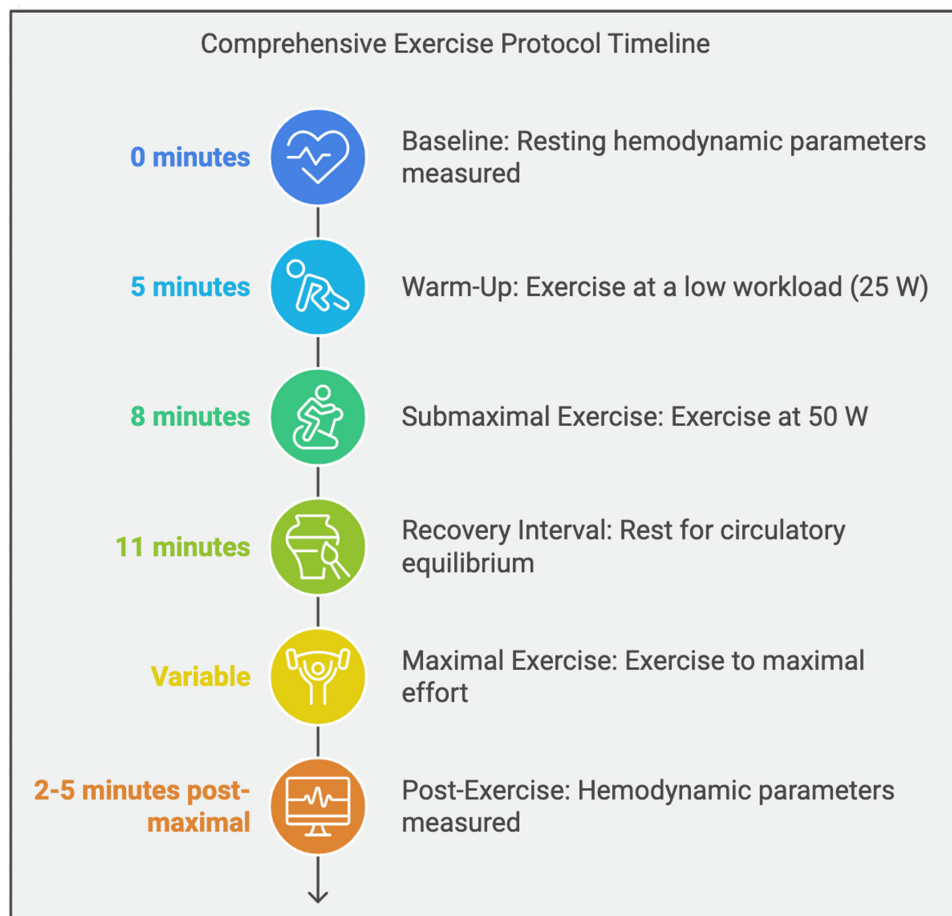 Comprehensive Exercise Protocol Timeline
0 minutes
Baseline: Resting hemodynamic parameters
measured
5 minutes
Warm-Up: Exercise at a low workload (25 W)
8 minutes
Submaximal Exercise: Exercise at 50 W
11 minutes
Recovery Interval: Rest for circulatory
equilibrium
Variable
Maximal Exercise: Exercise to maximal
effort
2-5 minutes post-
maximal
Post-Exercise: Hemodynamic parameters
measured